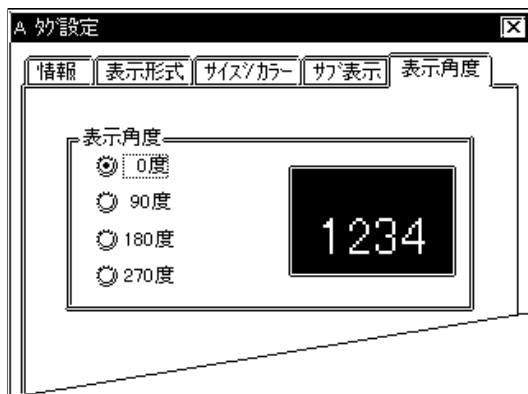 A ﾀｸﾞ設定
情報 表示形式 ｻｲｽﾞ/ｶﾗｰ ｻﾌﾞ表示 表示角度
表示角度
0度
90度
180度
270度
1234